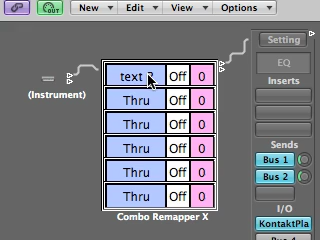 New Edit View Options
Setting
EQ
Inserts
(Instrument)
text Off 0
Thru Off 0
Thru Off 0
Thru Off 0
Thru Off 0
Thru Off 0
Combo Remapper X
Sends
Bus 1
Bus 2
I/O
KontaktPla